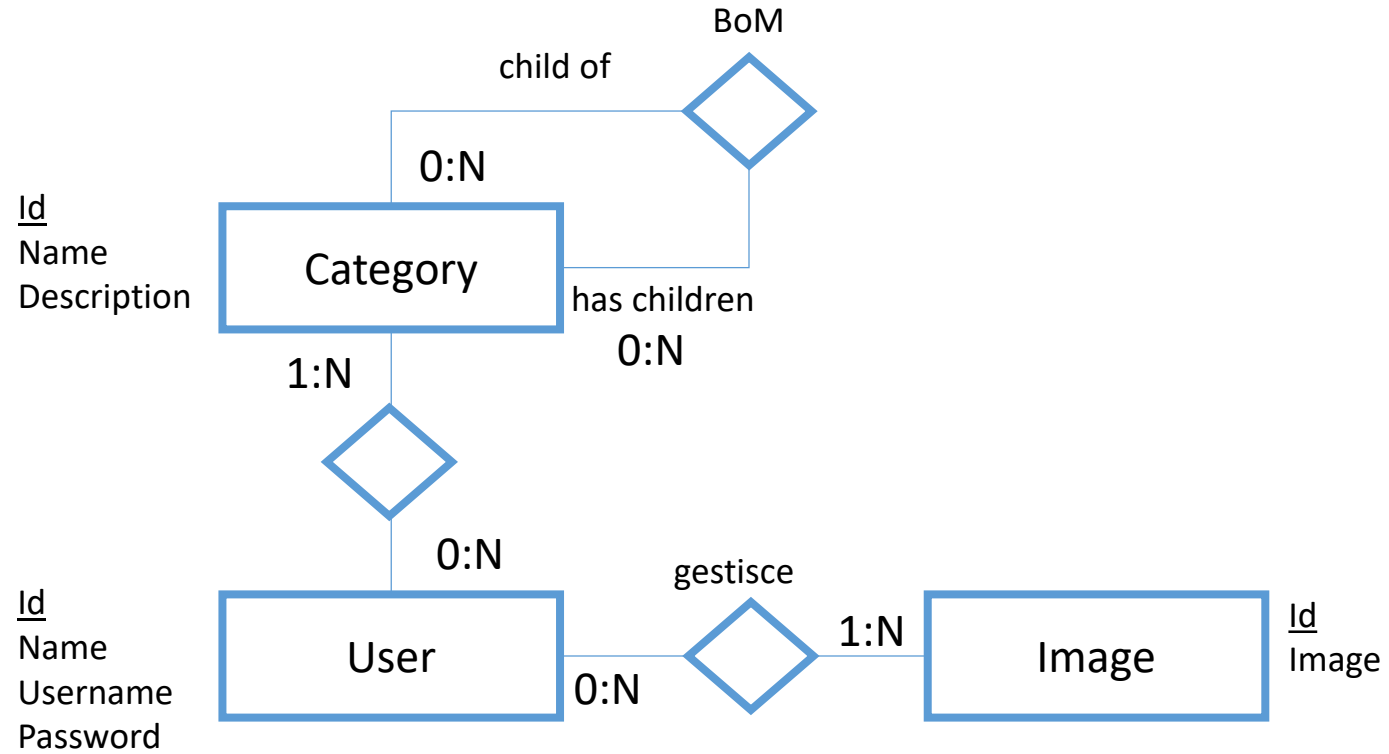 BoM
child of
0:N
Id
Name
Description
Category
has children
0:N
1:N
0:N
gestisce
Id
Name
Username
Password
User
0:N
1:N
Image
Id
Image